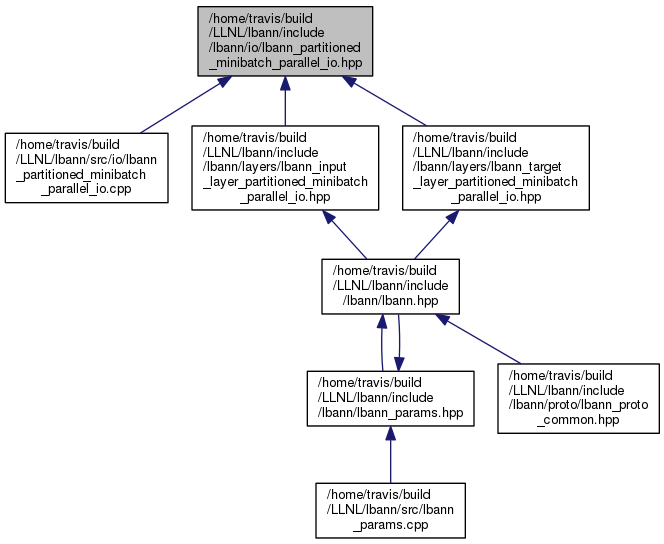 /home/travis/build
/LLNL/lbann/include
/lbann/io/lbann_partitioned
_minibatch_parallel_io.hpp
/home/travis/build
/LLNL/lbann/src/io/lbann
_partitioned_minibatch
_parallel_io.cpp
/home/travis/build
/LLNL/lbann/include
/lbann/layers/lbann_input
_layer_partitioned_minibatch
_parallel_io.hpp
/home/travis/build
/LLNL/lbann/include
/lbann/layers/lbann_target
_layer_partitioned_minibatch
_parallel_io.hpp
/home/travis/build
/LLNL/lbann/include
/lbann/lbann.hpp
/home/travis/build
/LLNL/lbann/include
/lbann/lbann_params.hpp
/home/travis/build
/LLNL/lbann/include
/lbann/proto/lbann_proto
_common.hpp
/home/travis/build
/LLNL/lbann/src/lbann
_params.cpp